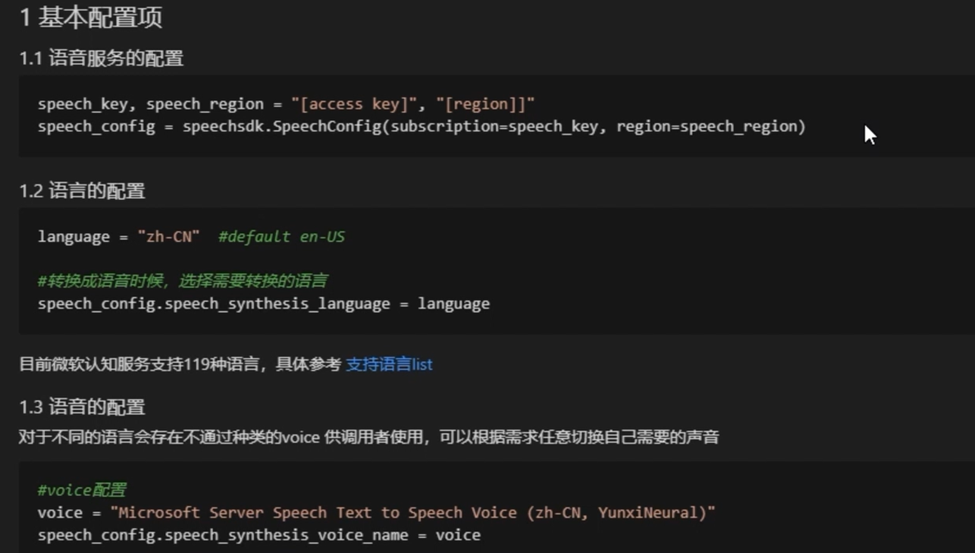 1 基本配置项
1.1 语音服务的配置
speech_key, speech_region = "[access key]", "[region]]"
speech_config = speechsdk.SpeechConfig(subscription=speech_key, region=speech_region)
1.2 语言的配置
language = "zh-CN"  #default en-US
#转换成语音时候，选择需要转换的语言
speech_config.speech_synthesis_language = language
目前微软认知服务支持119种语言，具体参考 支持语言list
1.3 语音的配置
对于不同的语言会存在不通过种类的voice 供调用者使用，可以根据需求任意切换自己需要的声音
#voice配置
voice = "Microsoft Server Speech Text to Speech Voice (zh-CN, YunxiNeural)"
speech_config.speech_synthesis_voice_name = voice